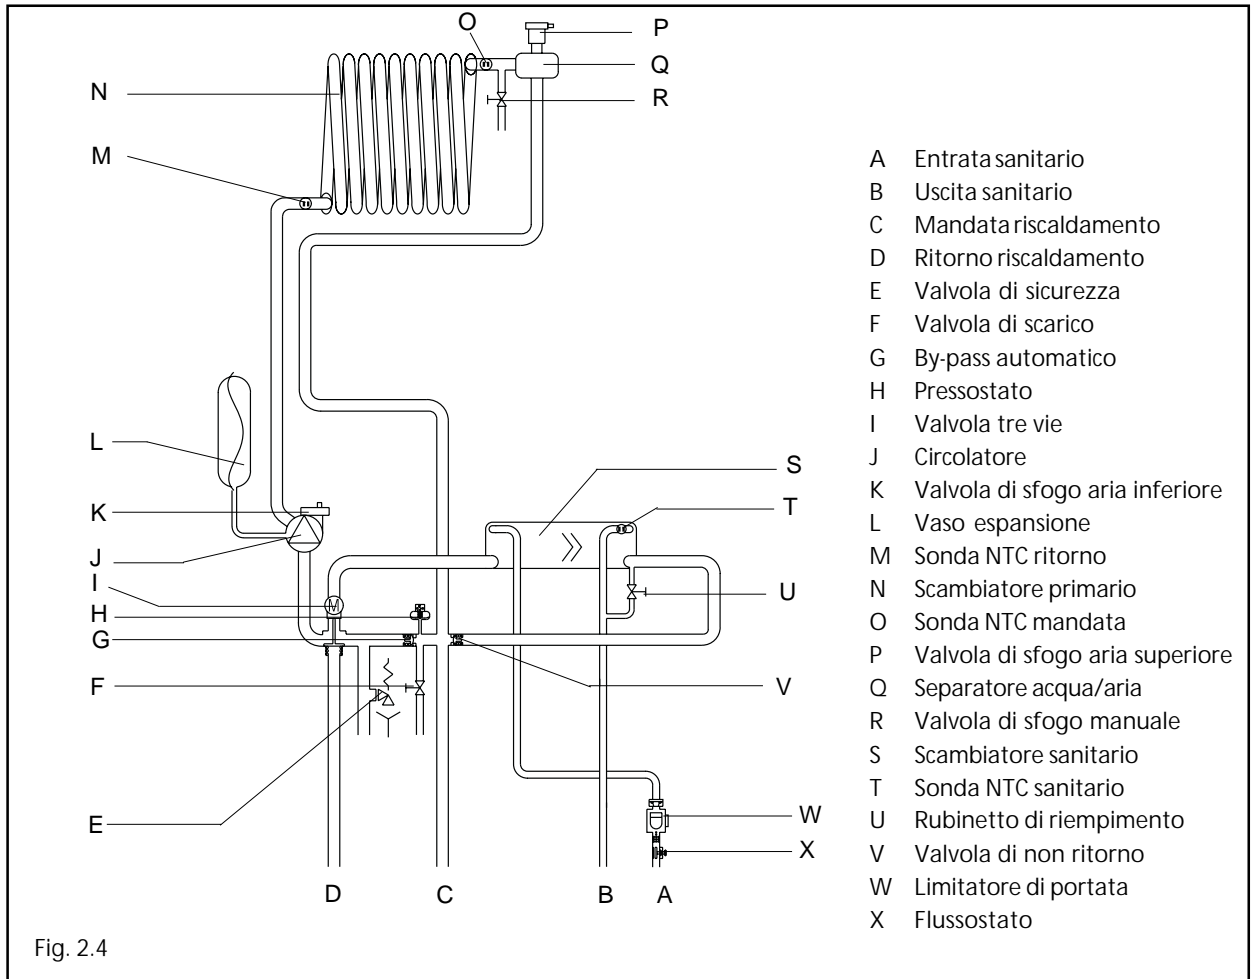 O
P
Q
N
R
M
A Entrata sanitario
B Uscita sanitario
C Mandata riscaldamento
D Ritorno riscaldamento
E Valvola di sicurezza
F Valvola di scarico
G By-pass automatico
H Pressostato
I Valvola tre vie
J Circolatore
K Valvola di sfogo aria inferiore
L Vaso espansione
M Sonda NTC ritorno
N Scambiatore primario
O Sonda NTC mandata
P Valvola di sfogo aria superiore
Q Separatore acqua/aria
R Valvola di sfogo manuale
S Scambiatore sanitario
T Sonda NTC sanitario
U Rubinetto di riempimento
V Valvola di non ritorno
W Limitatore di portata
X Flussostato
L
S
K
T
J
I
M
H
U
G
F
V
E
W
X
D
C
B
A
Fig. 2.4